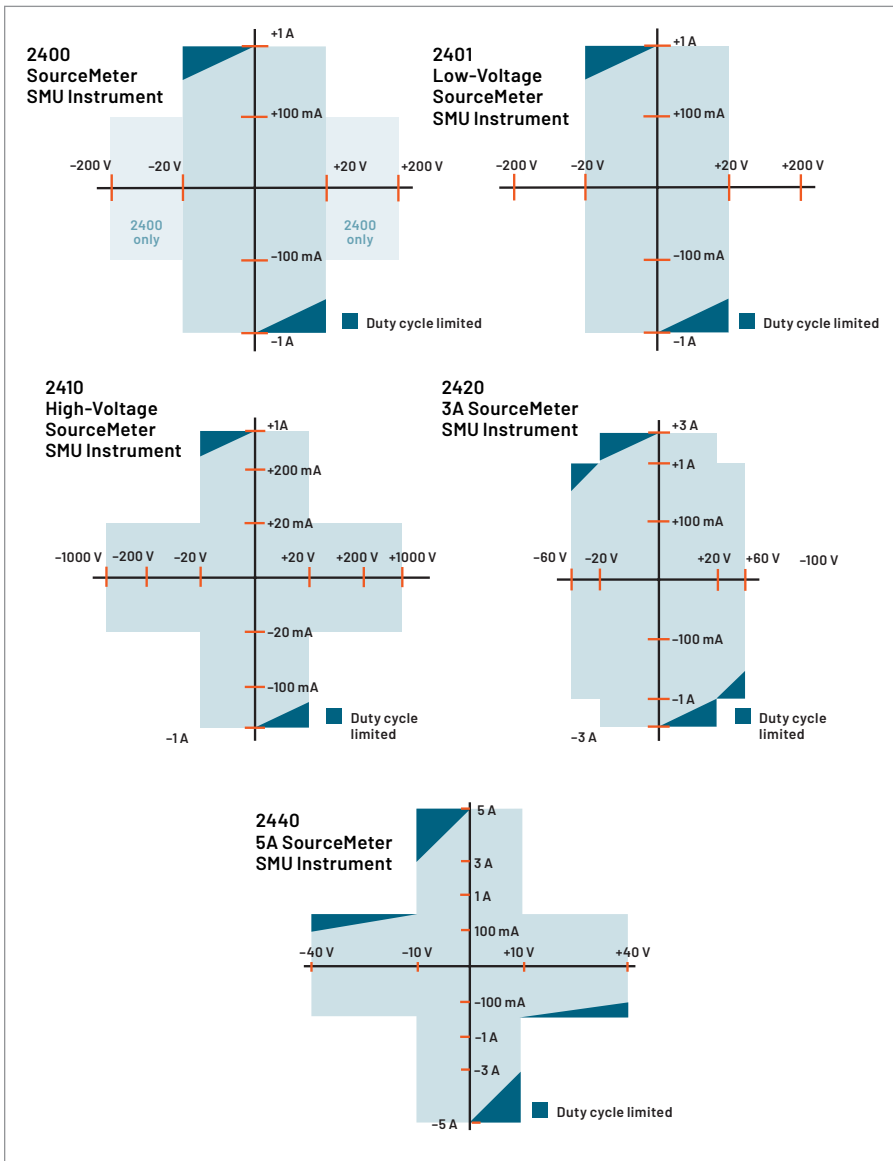 2400
SourceMeter
SMU Instrument
+1 A
+100 mA
−200 V
−20 V
+20 V
+200 V
2400
only
2400
only
−100 mA
−1 A
Duty cycle limited
2401
Low-Voltage
SourceMeter
SMU Instrument
+1 A
+100 mA
−200 V
−20 V
+20 V
+200 V
−100 mA
−1 A
Duty cycle limited
2410
High-Voltage
SourceMeter
SMU Instrument
+1A
+200 mA
+20 mA
−1000 V
−200 V
−20 V
+20 V
+200 V
+1000 V
−20 mA
−100 mA
−1 A
Duty cycle
limited
2420
3A SourceMeter
SMU Instrument
+3 A
+1 A
+100mA
−60 V
−20 V
+20 V
+60 V
−100 V
−100 mA
−1 A
−3 A
Duty cycle
limited
2440
5A SourceMeter
SMU Instrument
5 A
3 A
1 A
100 mA
−40 V
−10 V
+10 V
+40 V
−100 mA
−1 A
−3 A
−5 A
Duty cycle limited